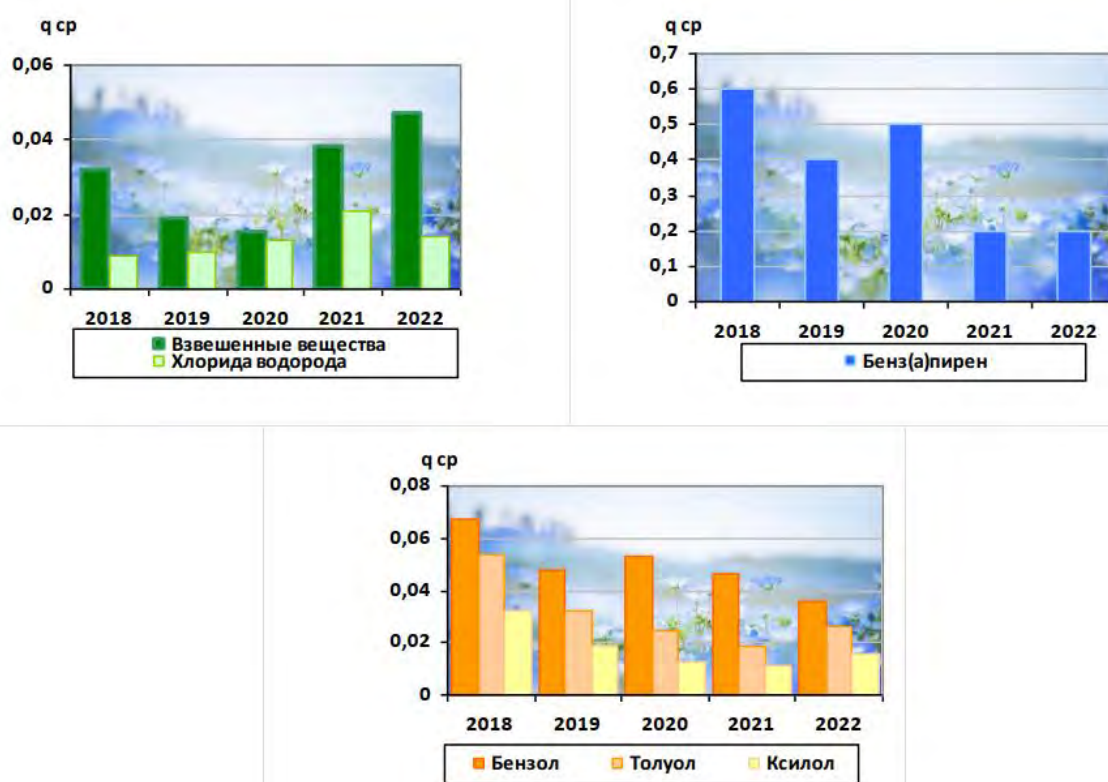 q ср
0,06
0,04
0,02
0
2018 2019 2020 2021 2022
Взвешенные вещества
Хлорида водорода
q ср
0,7
0,6
0,5
0,4
0,3
0,2
0,1
0
2018 2019 2020 2021 2022
Бенз(а)пирен
q ср
0,08
0,06
0,04
0,02
0
2018 2019 2020 2021 2022
Бензол Толуол Ксилол